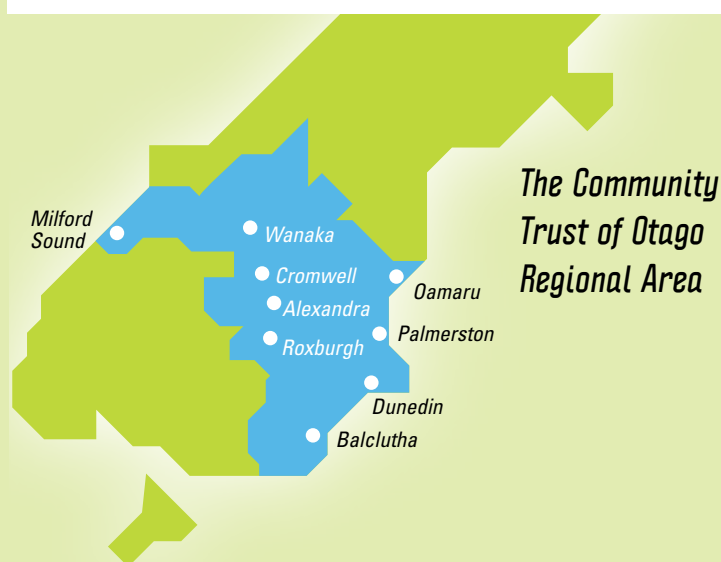 The Community
Trust of Otago
Regional Area
Milford
Sound
Wanaka
Cromwell
Oamaru
Alexandra
Palmerston
Roxburgh
Dunedin
Balclutha